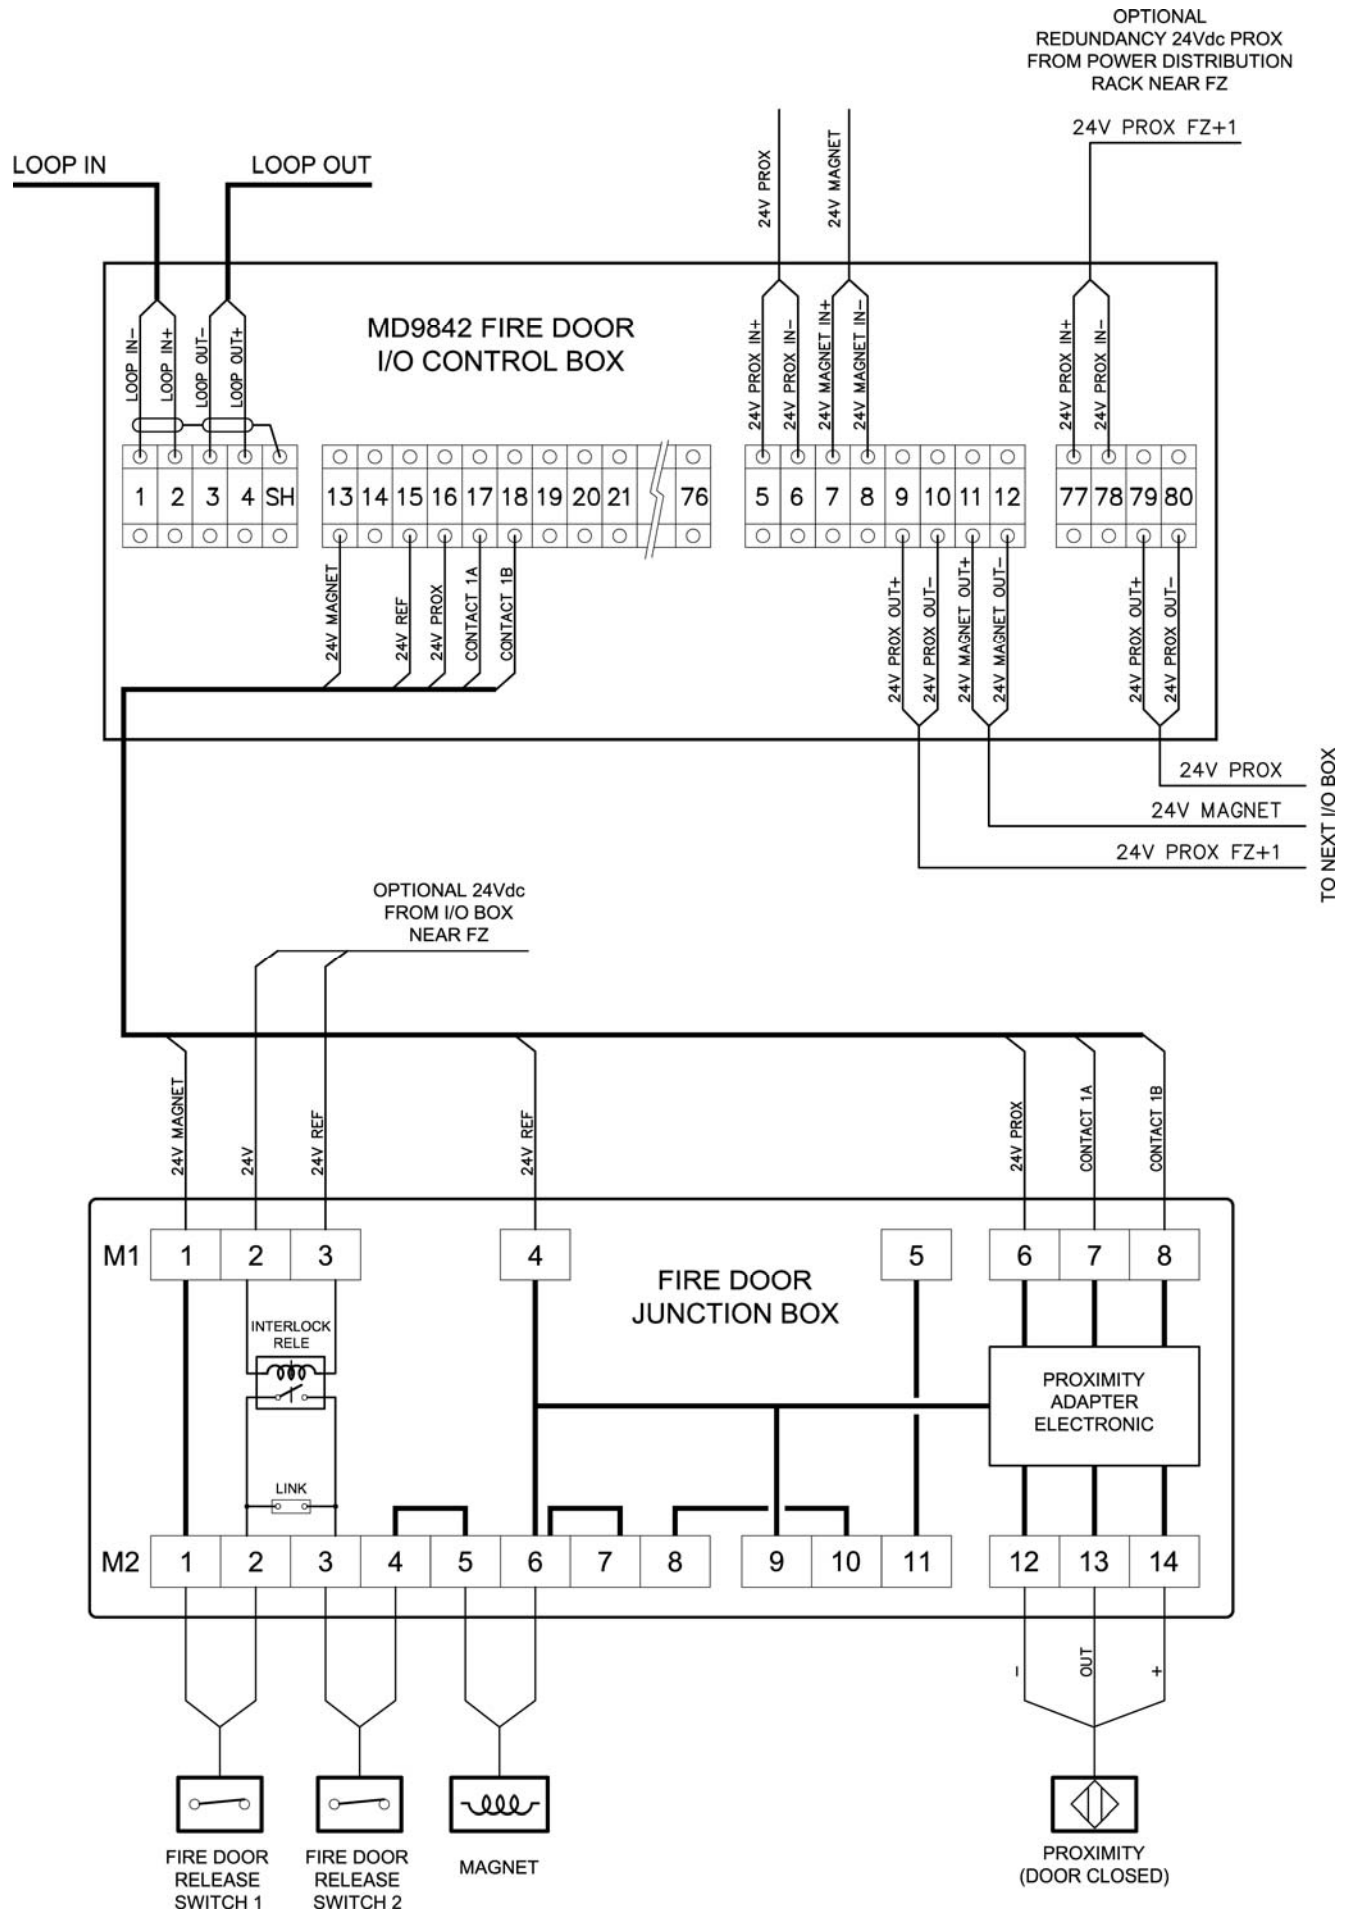 OPTIONAL
REDUNDANCY 24Vdc PROX
FROM POWER DISTRIBUTION
RACK NEAR FZ
24V PROX FZ+1
LOOP IN
LOOP OUT
24V PROX
24V MAGNET
MD9842 FIRE DOOR
I/O CONTROL BOX
LOOP IN-
LOOP IN+
LOOP OUT-
LOOP OUT+
24V PROX IN+
24V PROX IN-
24V MAGNET IN+
24V MAGNET IN-
24V PROX IN+
24V PROX IN-
1 2 3 4 SH
13 14 15 16 17 18 19 20 21 76
5 6 7 8 9 10 11 12
77 78 79 80
24V MAGNET
24V REF
24V PROX
CONTACT 1A
CONTACT 1B
24V PROX OUT+
24V PROX OUT-
24V MAGNET OUT+
24V MAGNET OUT-
24V PROX OUT+
24V PROX OUT-
24V PROX
24V MAGNET
24V PROX FZ+1
TO NEXT I/O BOX
OPTIONAL 24Vdc
FROM I/O BOX
NEAR FZ
24V MAGNET
24V
24V REF
24V REF
24V PROX
CONTACT 1A
CONTACT 1B
M1 1 2 3 4 5 6 7 8
FIRE DOOR
JUNCTION BOX
INTERLOCK
RELE
PROXIMITY
ADAPTER
ELECTRONIC
LINK
M2 1 2 3 4 5 6 7 8 9 10 11 12 13 14
-
OUT
+
FIRE DOOR
RELEASE
SWITCH 1
FIRE DOOR
RELEASE
SWITCH 2
MAGNET
PROXIMITY
(DOOR CLOSED)